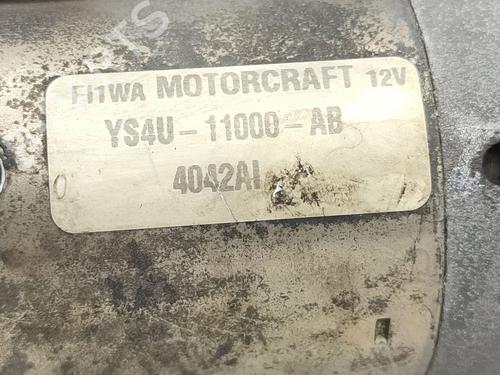 FI1WA MOTORCRAFT 12V
YS4U-11000-AB
4042AI